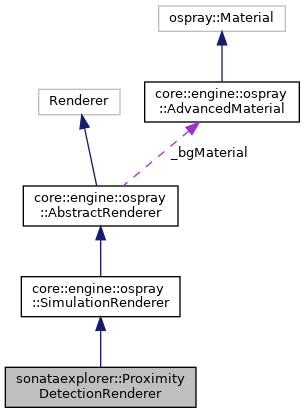 ospray::Material
Renderer
core::engine::ospray
::AdvancedMaterial
_bgMaterial
core::engine::ospray
::AbstractRenderer
core::engine::ospray
::SimulationRenderer
sonataexplorer::Proximity
DetectionRenderer